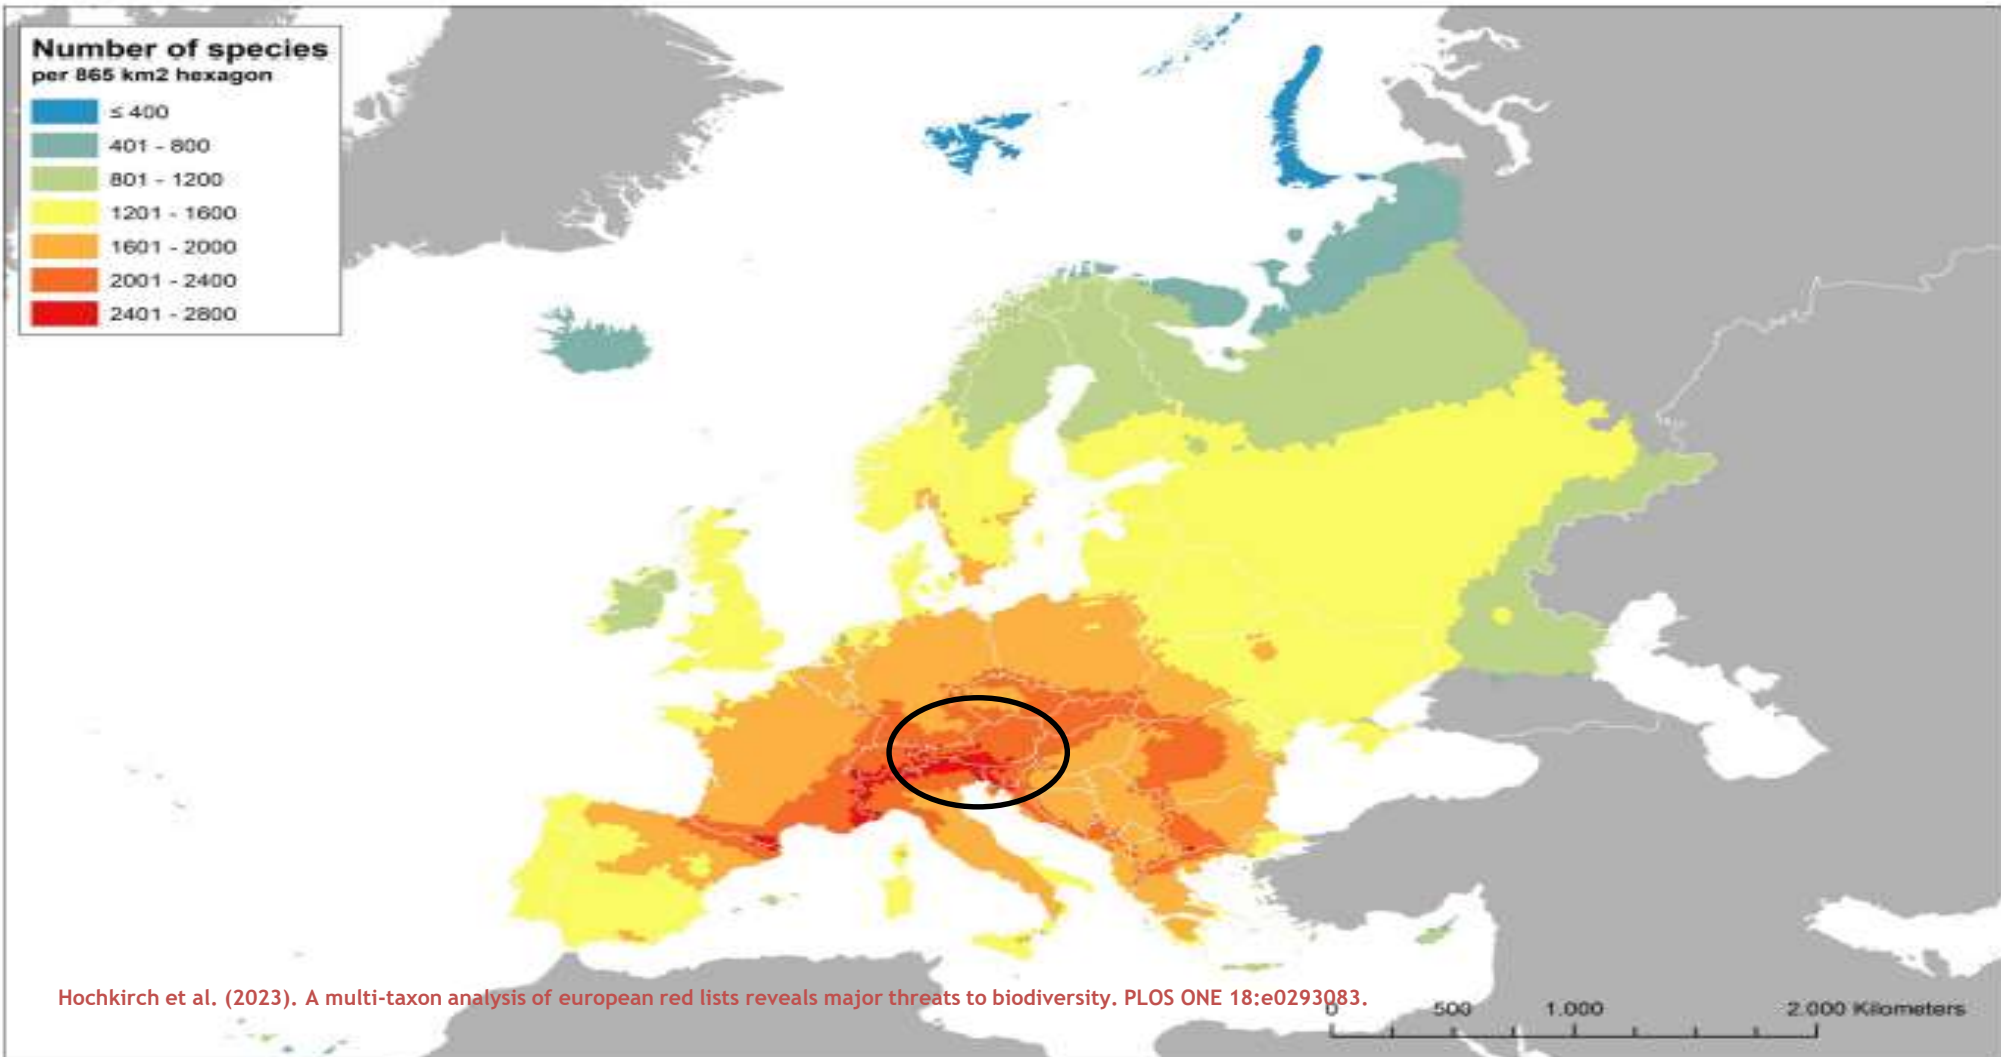 Number of species
per 865 km2 hexagon
≤ 400
401 - 800
801 - 1200
1201 - 1600
1601 - 2000
2001 - 2400
2401 - 2800
Hochkirch et al. (2023). A multi-taxon analysis of european red lists reveals major threats to biodiversity. PLOS ONE 18:e0293083.
0 500 1.000 2.000 Kilometers